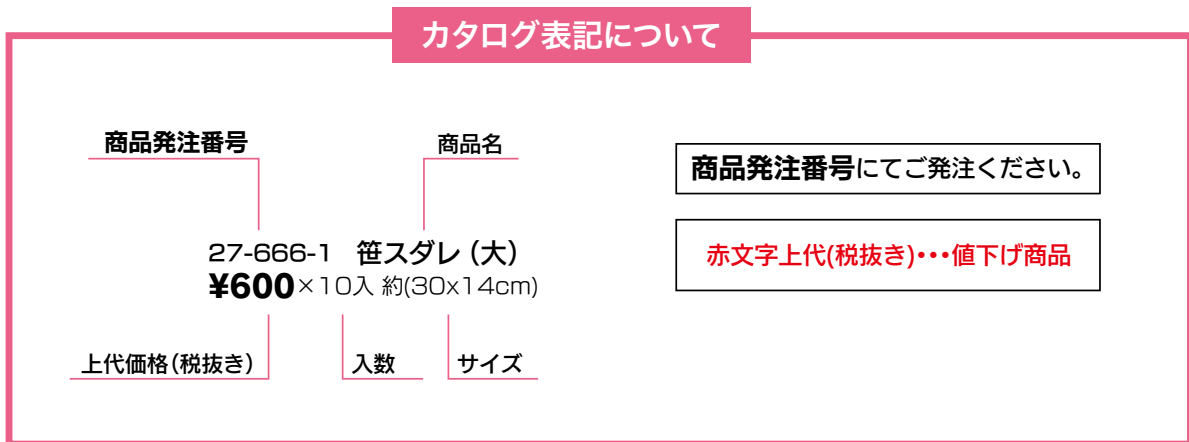 カタログ表記について
商品発注番号
商品名
27-666-1 笹スダレ（大）
¥600×10入 約(30x14cm)
上代価格（税抜き）
入数
サイズ
商品発注番号にてご発注ください。
赤文字上代(税抜き)・・・値下げ商品